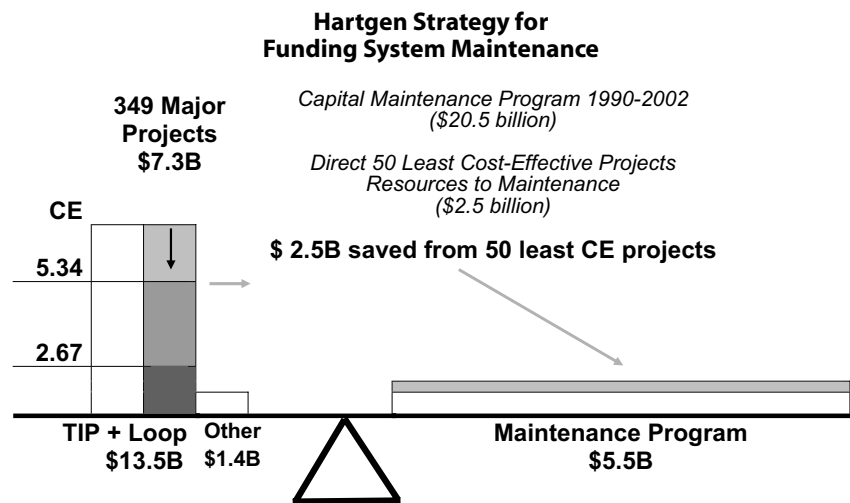 Hartgen Strategy for
Funding System Maintenance
349 Major
Projects
$7.3B
Capital Maintenance Program 1990-2002
($20.5 billion)
Direct 50 Least Cost-Effective Projects
Resources to Maintenance
($2.5 billion)
CE
$ 2.5B saved from 50 least CE projects
5.34
2.67
TIP + Loop
$13.5B
Other
$1.4B
Maintenance Program
$5.5B